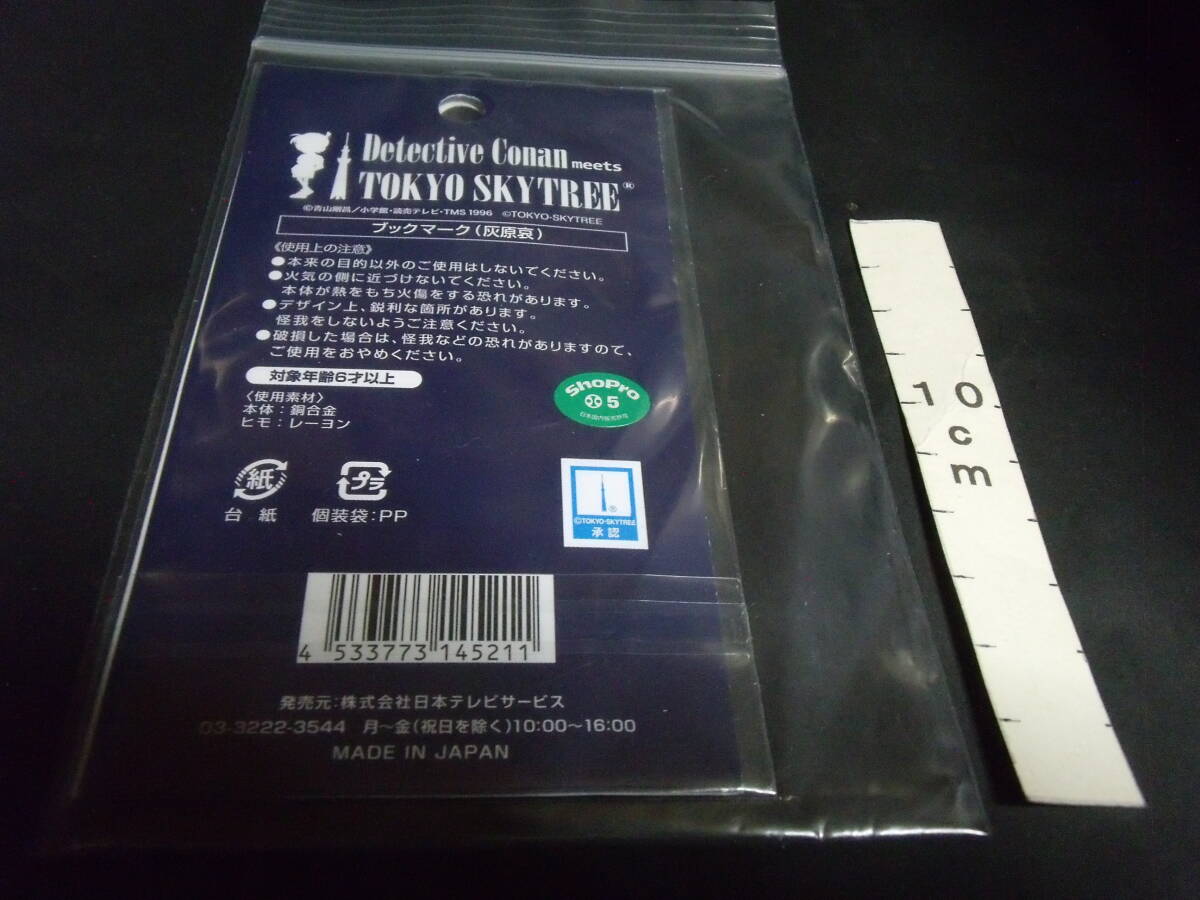 Detective Conan meets
TOKYO SKYTREE®
©青山剛昌／小学館・読売テレビ・TMS 1996 ©TOKYO-SKYTREE
ブックマーク(灰原哀)
《使用上の注意》
●本来の目的以外のご使用はしないでください。
●火気の側に近づけないでください。
本体が熱をもち火傷をする恐れがあります。
●デザイン上、鋭利な箇所があります。
怪我をしないようご注意ください。
●破損した場合は、怪我などの恐れがありますので、
ご使用をおやめください。
対象年齢6才以上
〈使用素材〉
本体：銅合金
ヒモ：レーヨン
ShoPro
5
日本国内販売許諾
紙
プラ
台紙 個装袋：PP
®
©TOKYO-SKYTREE
承認
4 533773 145211
発売元：株式会社日本テレビサービス
03-3222-3544 月〜金(祝日を除く)10:00〜16:00
MADE IN JAPAN
10
c
m